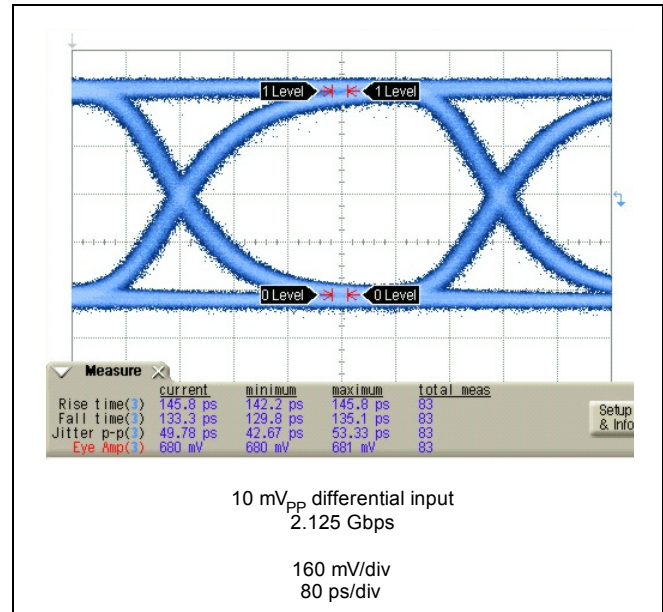 1 Level 1 Level
0 Level 0 Level
Measure
current minimum maximum total meas
Rise time(3) 145.8 ps 142.2 ps 145.8 ps 83
Fall time(3) 133.3 ps 129.8 ps 135.1 ps 83
Jitter p-p(3) 49.78 ps 42.67 ps 53.33 ps 83
Eye Amp(3) 680 mV 680 mV 681 mV 83
Setup
& Info
10 mVPP differential input
2.125 Gbps
160 mV/div
80 ps/div